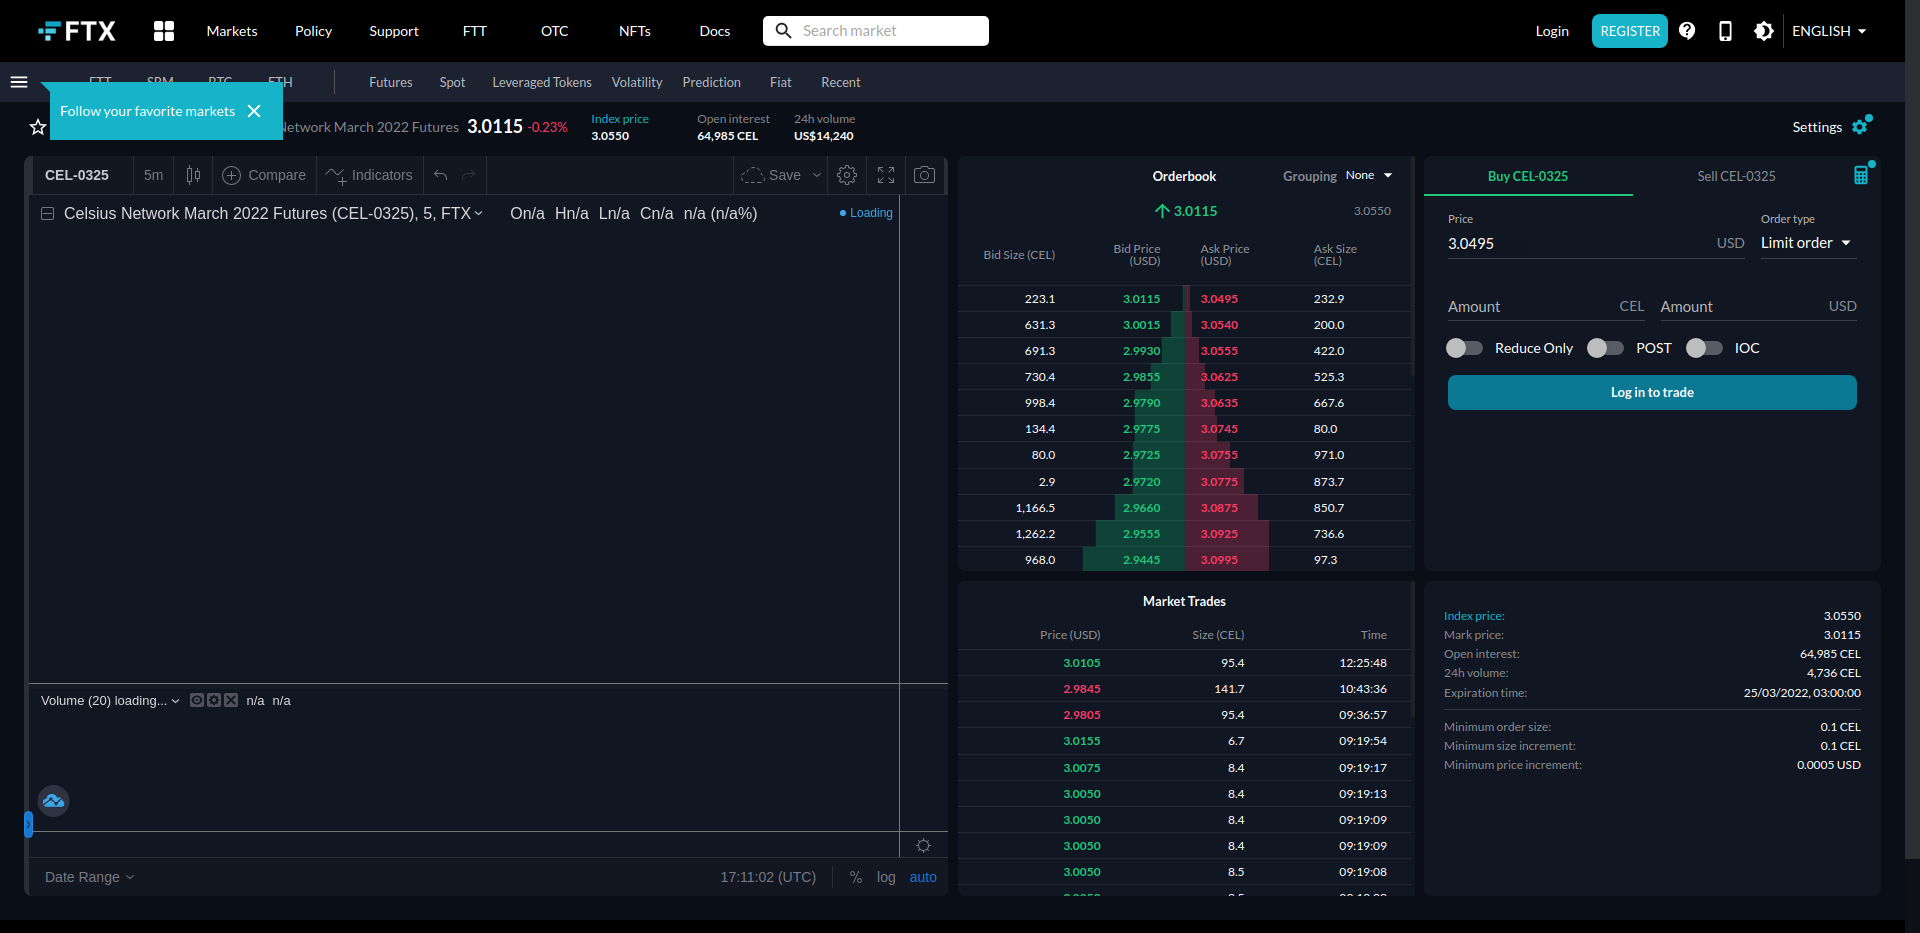 FTX
Markets
Policy
Support
FTT
OTC
NFTs
Docs
Search market
Login
REGISTER
ENGLISH
FTT
SRM
BTC
ETH
Futures
Spot
Leveraged Tokens
Volatility
Prediction
Fiat
Recent
Follow your favorite markets
Network March 2022 Futures
3.0115 -0.23%
Index price
3.0550
Open interest
64,985 CEL
24h volume
US$14,240
Settings
CEL-0325
5m
Compare
Indicators
Save
Celsius Network March 2022 Futures (CEL-0325), 5, FTX
On/a Hn/a Ln/a Cn/a n/a (n/a%)
Loading
Volume (20) loading...
n/a n/a
Date Range
17:11:02 (UTC)
%
log
auto
Orderbook
Grouping None
3.0115
3.0550
Bid Size (CEL)
Bid Price (USD)
Ask Price (USD)
Ask Size (CEL)
223.1 3.0115 3.0495 232.9
631.3 3.0015 3.0540 200.0
691.3 2.9930 3.0555 422.0
730.4 2.9855 3.0625 525.3
998.4 2.9790 3.0635 667.6
134.4 2.9775 3.0745 80.0
80.0 2.9725 3.0755 971.0
2.9 2.9720 3.0775 873.7
1,166.5 2.9660 3.0875 850.7
1,262.2 2.9555 3.0925 736.6
968.0 2.9445 3.0995 97.3
Market Trades
Price (USD) Size (CEL) Time
3.0105 95.4 12:25:48
2.9845 141.7 10:43:36
2.9805 95.4 09:36:57
3.0155 6.7 09:19:54
3.0075 8.4 09:19:17
3.0050 8.4 09:19:13
3.0050 8.4 09:19:09
3.0050 8.4 09:19:09
3.0050 8.5 09:19:08
Buy CEL-0325
Sell CEL-0325
Price
3.0495 USD
Order type
Limit order
Amount CEL
Amount USD
Reduce Only
POST
IOC
Log in to trade
Index price: 3.0550
Mark price: 3.0115
Open interest: 64,985 CEL
24h volume: 4,736 CEL
Expiration time: 25/03/2022, 03:00:00
Minimum order size: 0.1 CEL
Minimum size increment: 0.1 CEL
Minimum price increment: 0.0005 USD